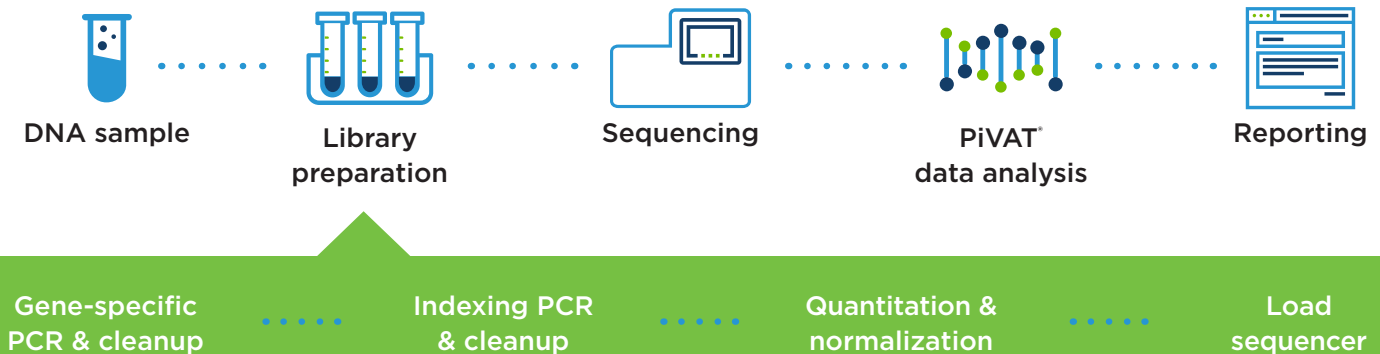 DNA sample
Library
preparation
Sequencing
PiVAT®
data analysis
Reporting
Gene-specific
PCR & cleanup
Indexing PCR
& cleanup
Quantitation &
normalization
Load
sequencer